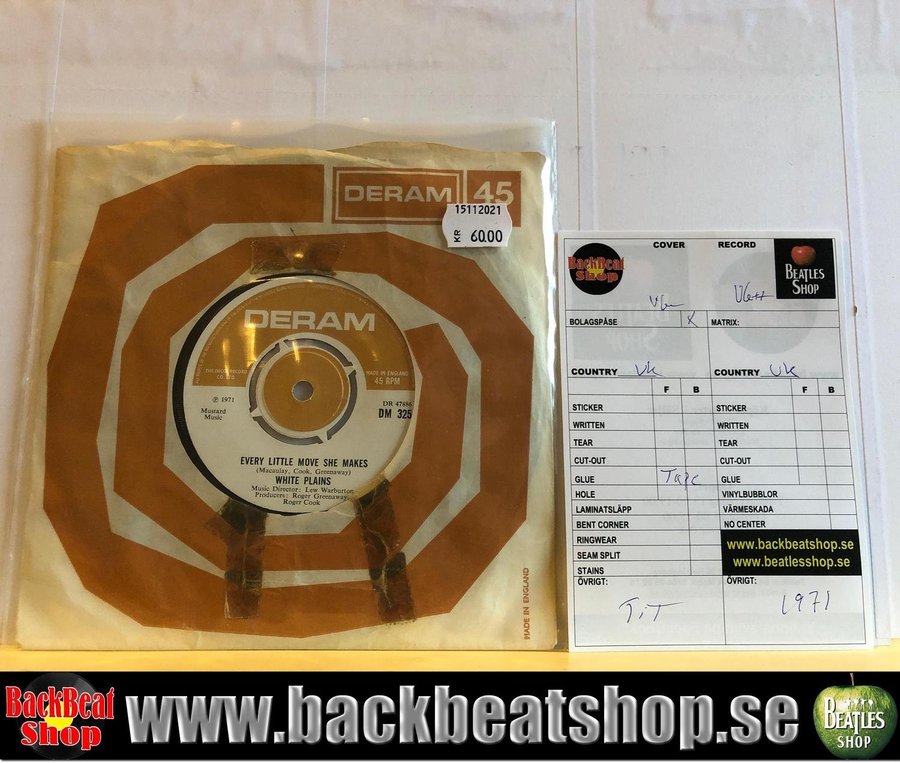 DERAM 45
15112021
KR 60.00
DERAM
THE DECCA RECORD
CO. LTD.
MADE IN ENGLAND
45 RPM
℗ 1971
Mustard
Music
DR 47886
DM 325
EVERY LITTLE MOVE SHE MAKES
(Macaulay, Cook, Greenaway)
WHITE PLAINS
Music Director: Lew Warburton
Producers: Roger Greenaway,
Roger Cook
MADE IN ENGLAND
BackBeat
Shop
COVER RECORD
BEATLES
SHOP
BOLAGSPÅSE X MATRIX:
COUNTRY UK COUNTRY UK
F B F B
STICKER STICKER
WRITTEN WRITTEN
TEAR TEAR
CUT-OUT CUT-OUT
GLUE Tape GLUE
HOLE VINYLBUBBLOR
LAMINATSLÄPP VÄRMESKADA
BENT CORNER NO CENTER
RINGWEAR
SEAM SPLIT
STAINS
www.backbeatshop.se
www.beatlesshop.se
ÖVRIGT: ÖVRIGT:
1971
BackBeat
Shop
www.backbeatshop.se
BEATLES
SHOP